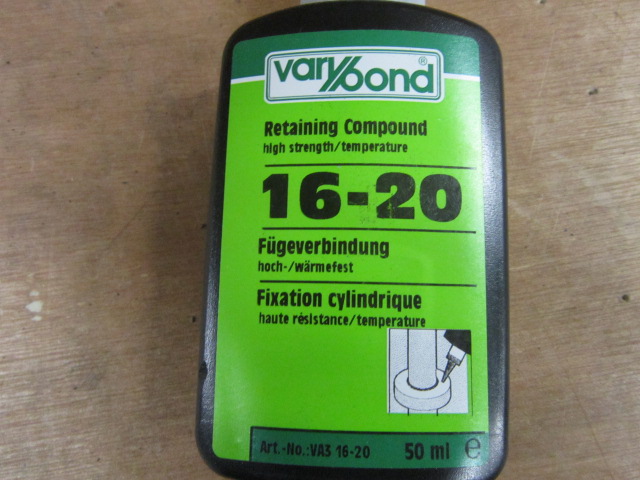 varybond®
Retaining Compound
high strength/temperature
16-20
Fügeverbindung
hoch-/wärmefest
Fixation cylindrique
haute résistance/temperature
Art.-No.:VA3 16-20 50 ml ℮